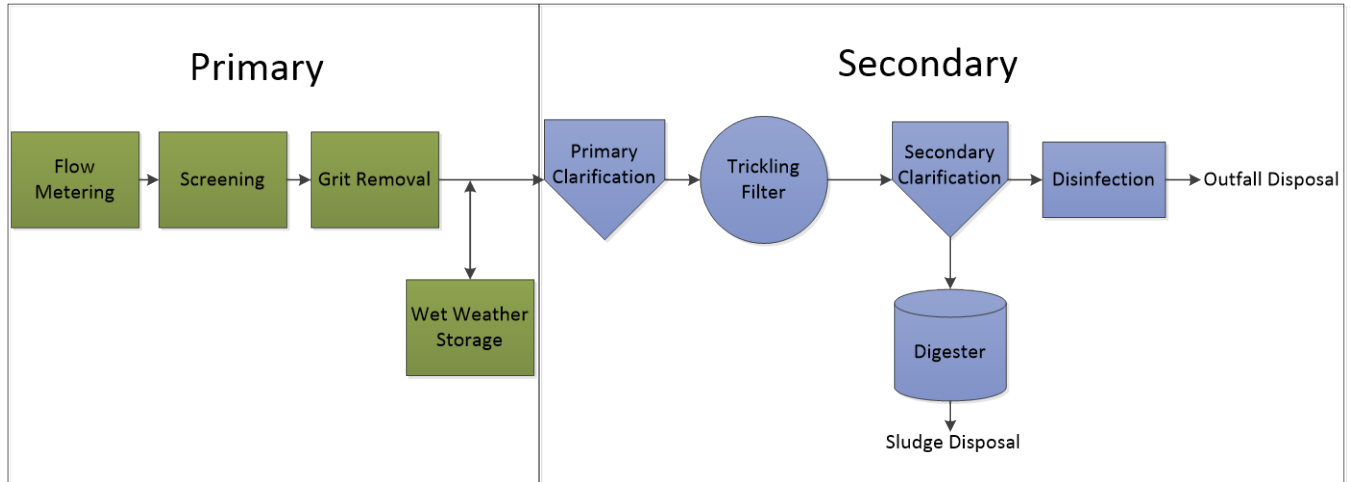 Primary
Secondary
Flow
Metering
Screening
Grit Removal
Wet Weather
Storage
Primary
Clarification
Trickling
Filter
Secondary
Clarification
Disinfection
Outfall Disposal
Digester
Sludge Disposal